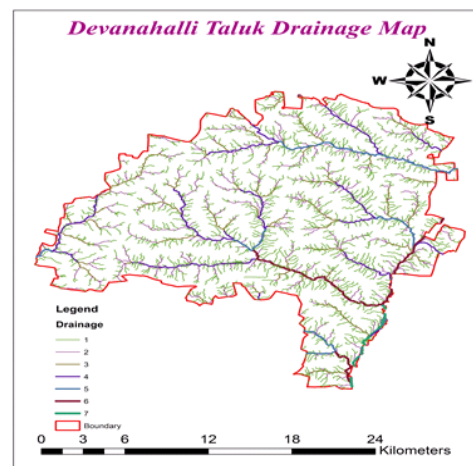 Devanahalli Taluk Drainage Map
N
W
E
S
Legend
Drainage
1
2
3
4
5
6
7
Boundary
0 3 6 12 18 24
Kilometers